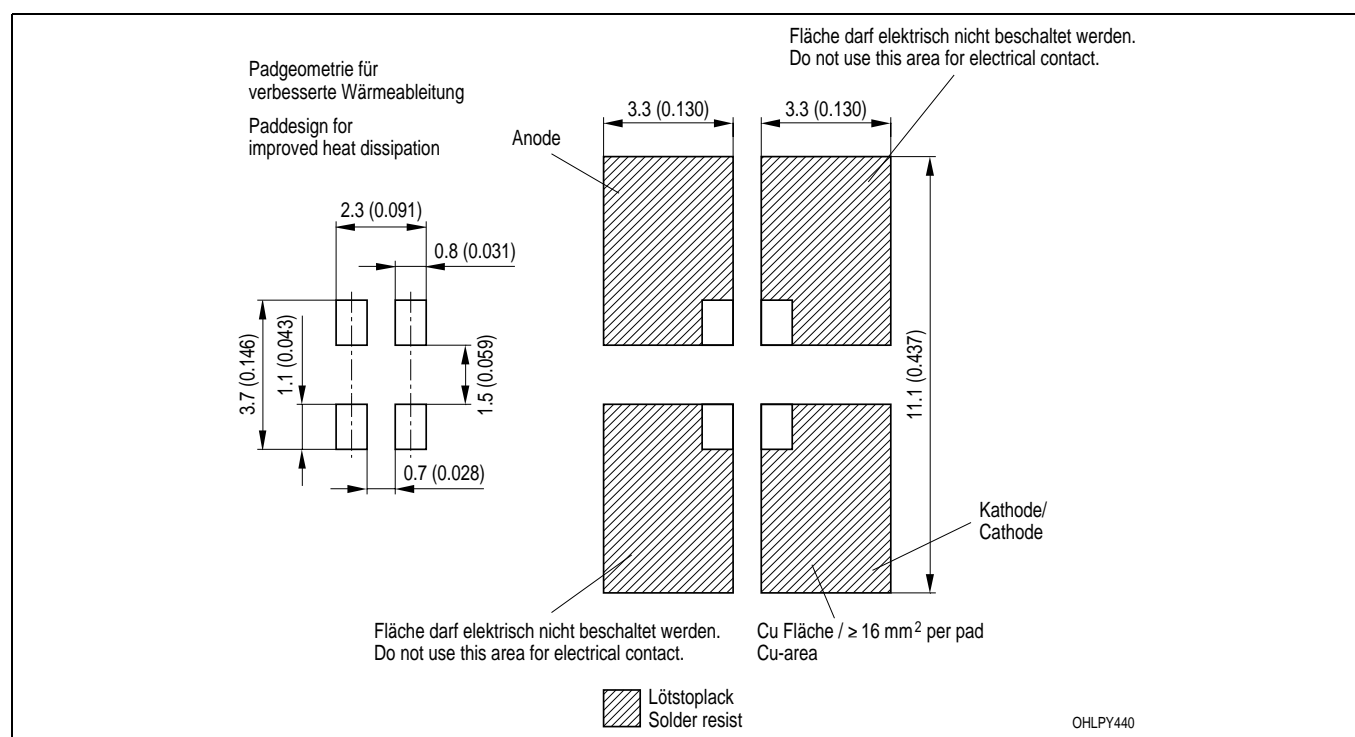 Padgeometrie für
verbesserte Wärmeableitung
Paddesign for
improved heat dissipation
Fläche darf elektrisch nicht beschaltet werden.
Do not use this area for electrical contact.
3.3 (0.130)
3.3 (0.130)
Anode
2.3 (0.091)
0.8 (0.031)
3.7 (0.146)
1.1 (0.043)
1.5 (0.059)
11.1 (0.437)
0.7 (0.028)
Kathode/
Cathode
Fläche darf elektrisch nicht beschaltet werden.
Do not use this area for electrical contact.
Cu Fläche / ≥ 16 mm² per pad
Cu-area
Lötstoplack
Solder resist
OHLPY440